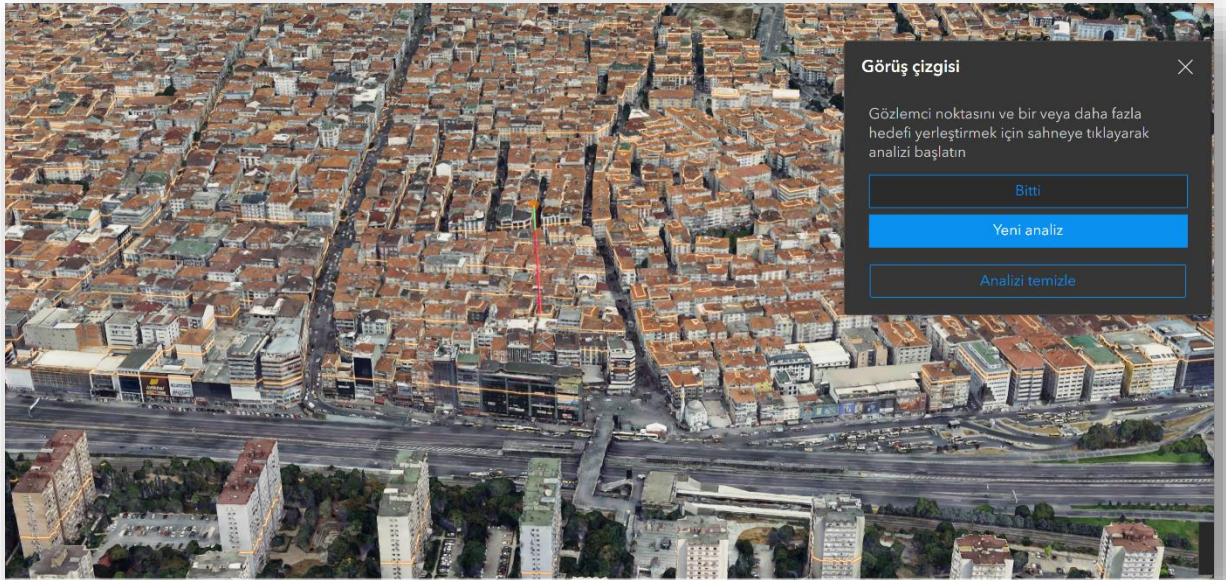 Görüş çizgisi
Gözlemci noktasını ve bir veya daha fazla
hedefi yerleştirmek için sahneye tıklayarak
analizi başlatın
Bitti
Yeni analiz
Analizi temizle